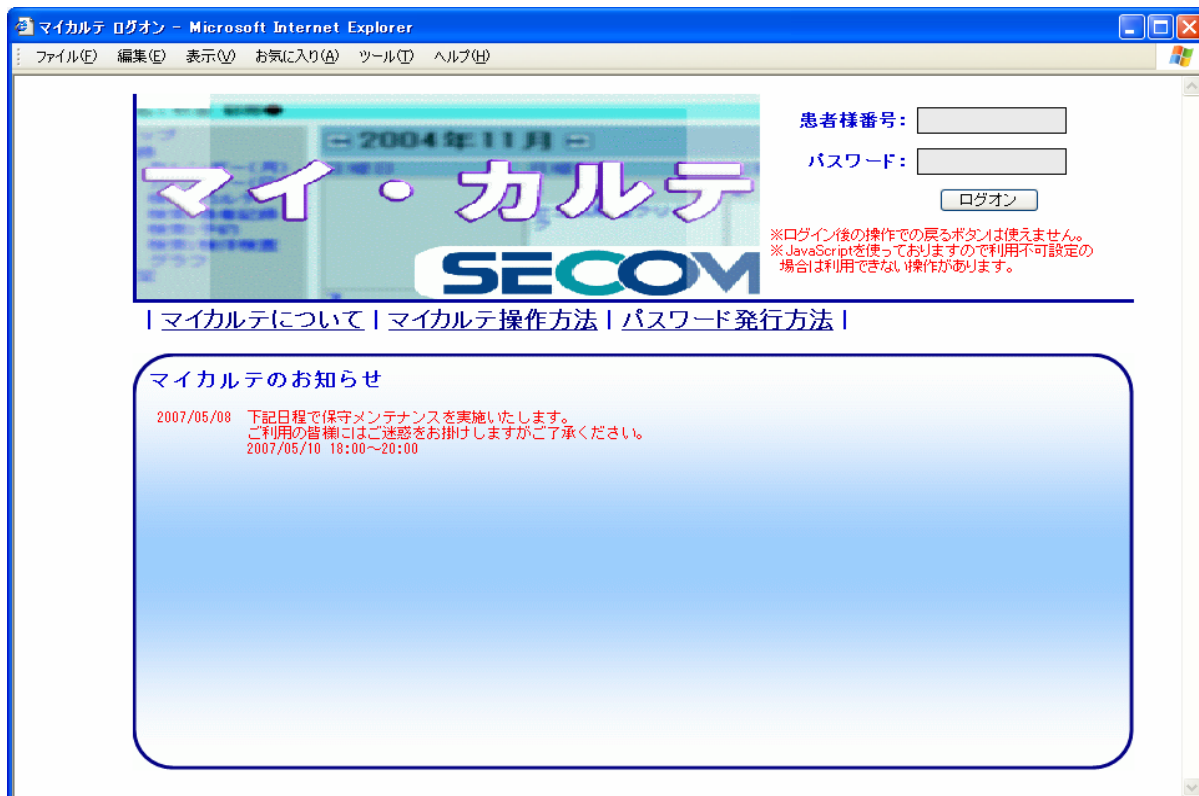 マイカルテ ログオン - Microsoft Internet Explorer
ファイル(F) 編集(E) 表示(V) お気に入り(A) ツール(T) ヘルプ(H)
2004年11月
マイ・カルテ
SECOM
患者様番号：
パスワード：
ログオン
※ログイン後の操作での戻るボタンは使えません。
※JavaScriptを使っておりますので利用不可設定の
場合は利用できない操作があります。
| マイカルテについて | マイカルテ操作方法 | パスワード発行方法 |
マイカルテのお知らせ
2007/05/08 下記日程で保守メンテナンスを実施いたします。
ご利用の皆様にはご迷惑をお掛けしますがご了承ください。
2007/05/10 18:00～20:00